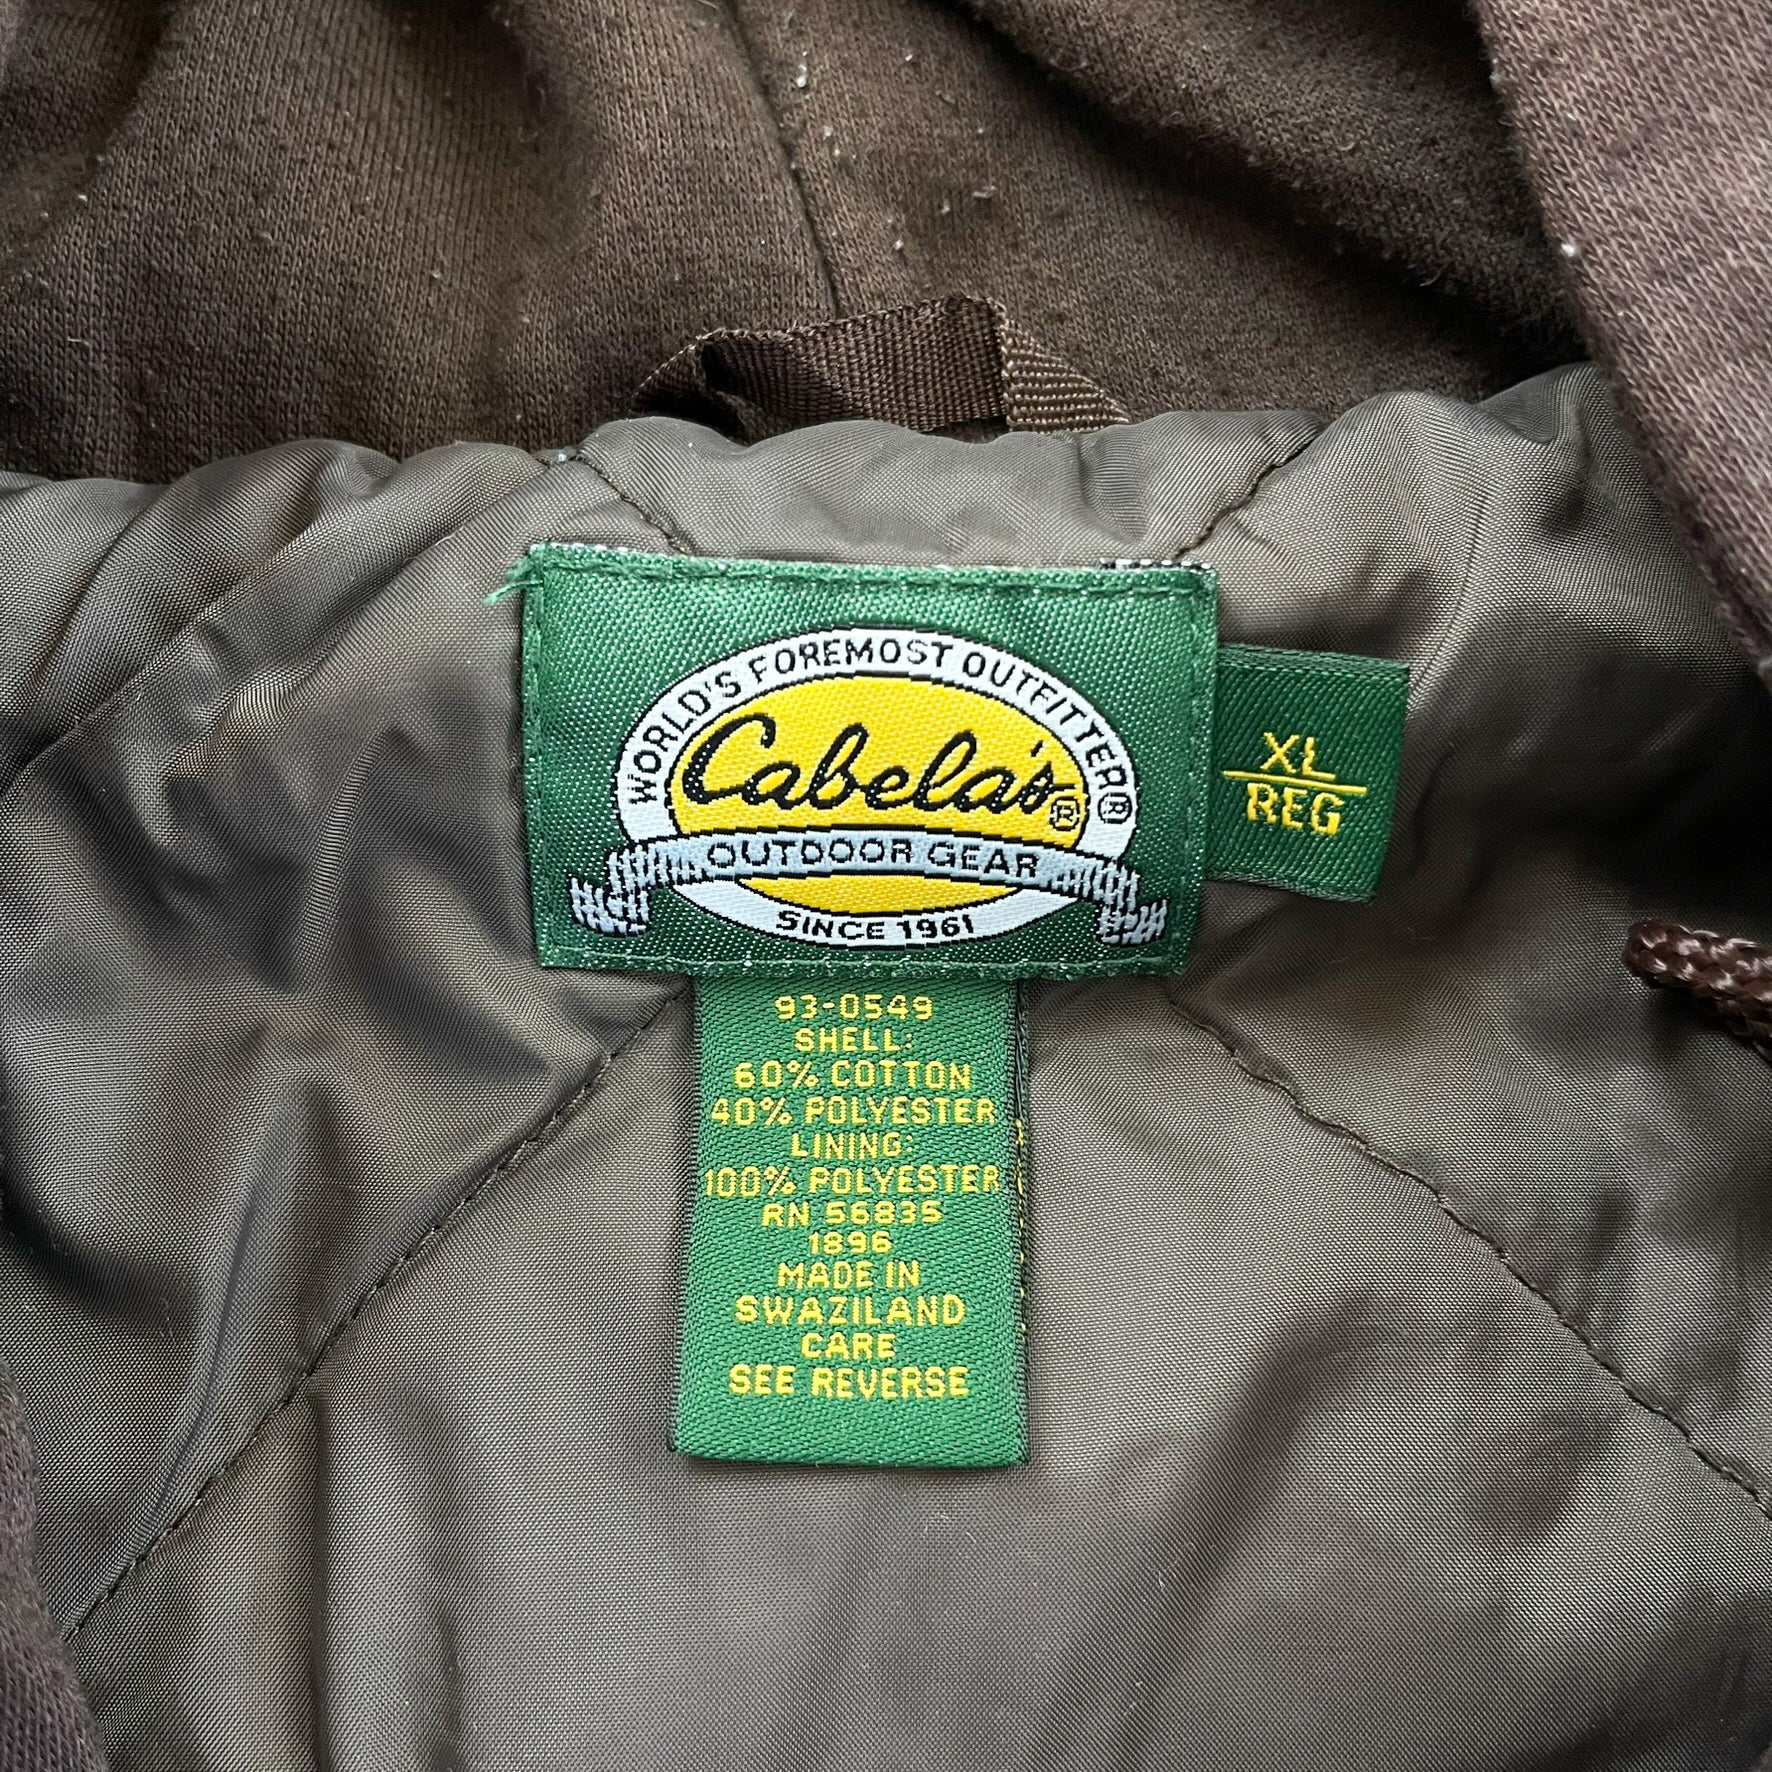 WORLD'S FOREMOST OUTFITTER®
Cabela's®
OUTDOOR GEAR
SINCE 1961
XL
REG
93-0549
SHELL:
60% COTTON
40% POLYESTER
LINING:
100% POLYESTER
RN 56835
1896
MADE IN
SWAZILAND
CARE
SEE REVERSE